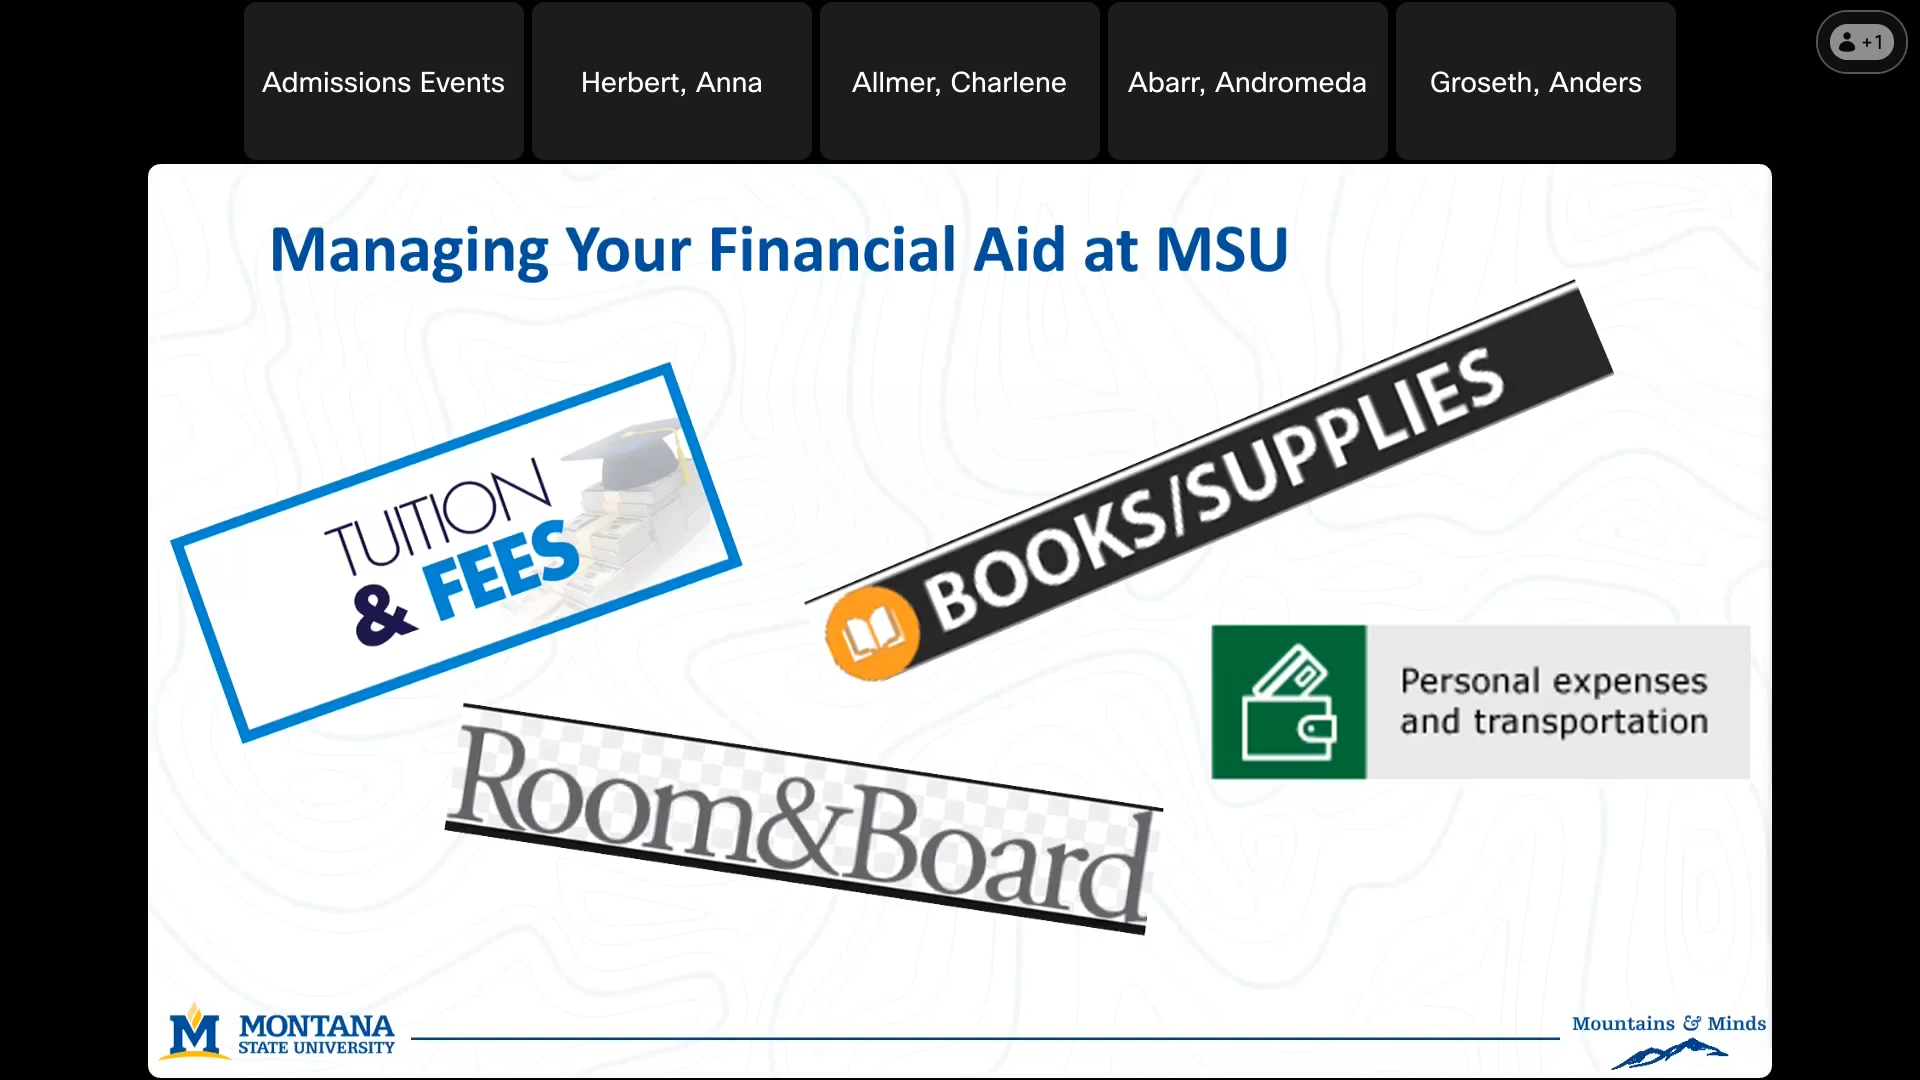 Admissions Events
Herbert, Anna
Allmer, Charlene
Abarr, Andromeda
Groseth, Anders
+1
Managing Your Financial Aid at MSU
TUITION
& FEES
BOOKS/SUPPLIES
Personal expenses
and transportation
Room&Board
M MONTANA
STATE UNIVERSITY
Mountains & Minds